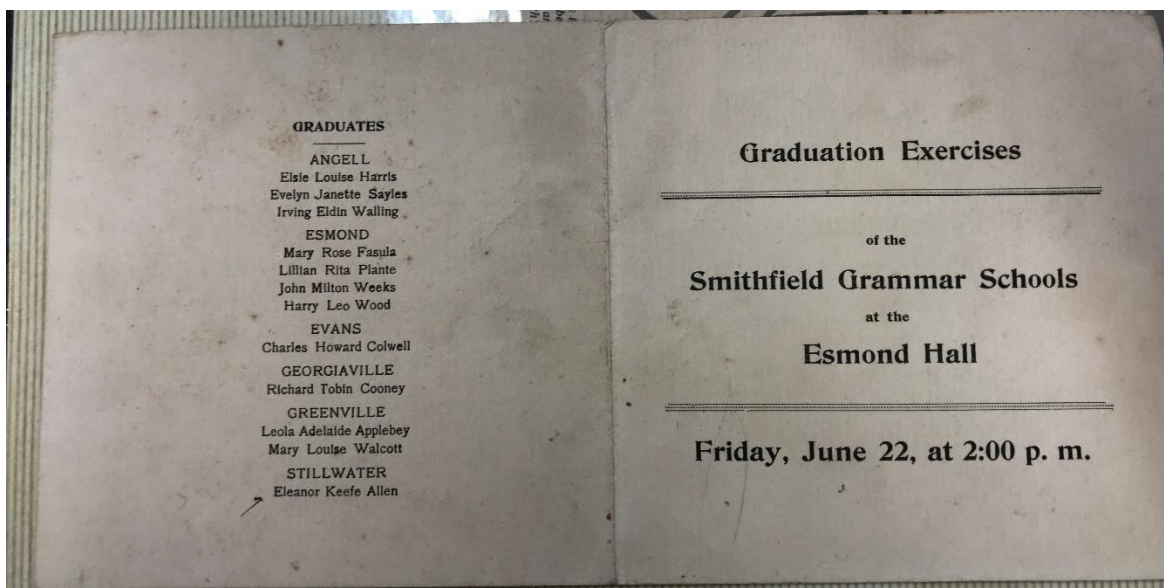 GRADUATES
ANGELL
Elsie Louise Harris
Evelyn Janette Sayles
Irving Eldin Walling
ESMOND
Mary Rose Fasula
Lillian Rita Plante
John Milton Weeks
Harry Leo Wood
EVANS
Charles Howard Colwell
GEORGIAVILLE
Richard Tobin Cooney
GREENVILLE
Leola Adelaide Applebey
Mary Louise Walcott
STILLWATER
Eleanor Keefe Allen
Graduation Exercises
of the
Smithfield Grammar Schools
at the
Esmond Hall
Friday, June 22, at 2:00 p. m.